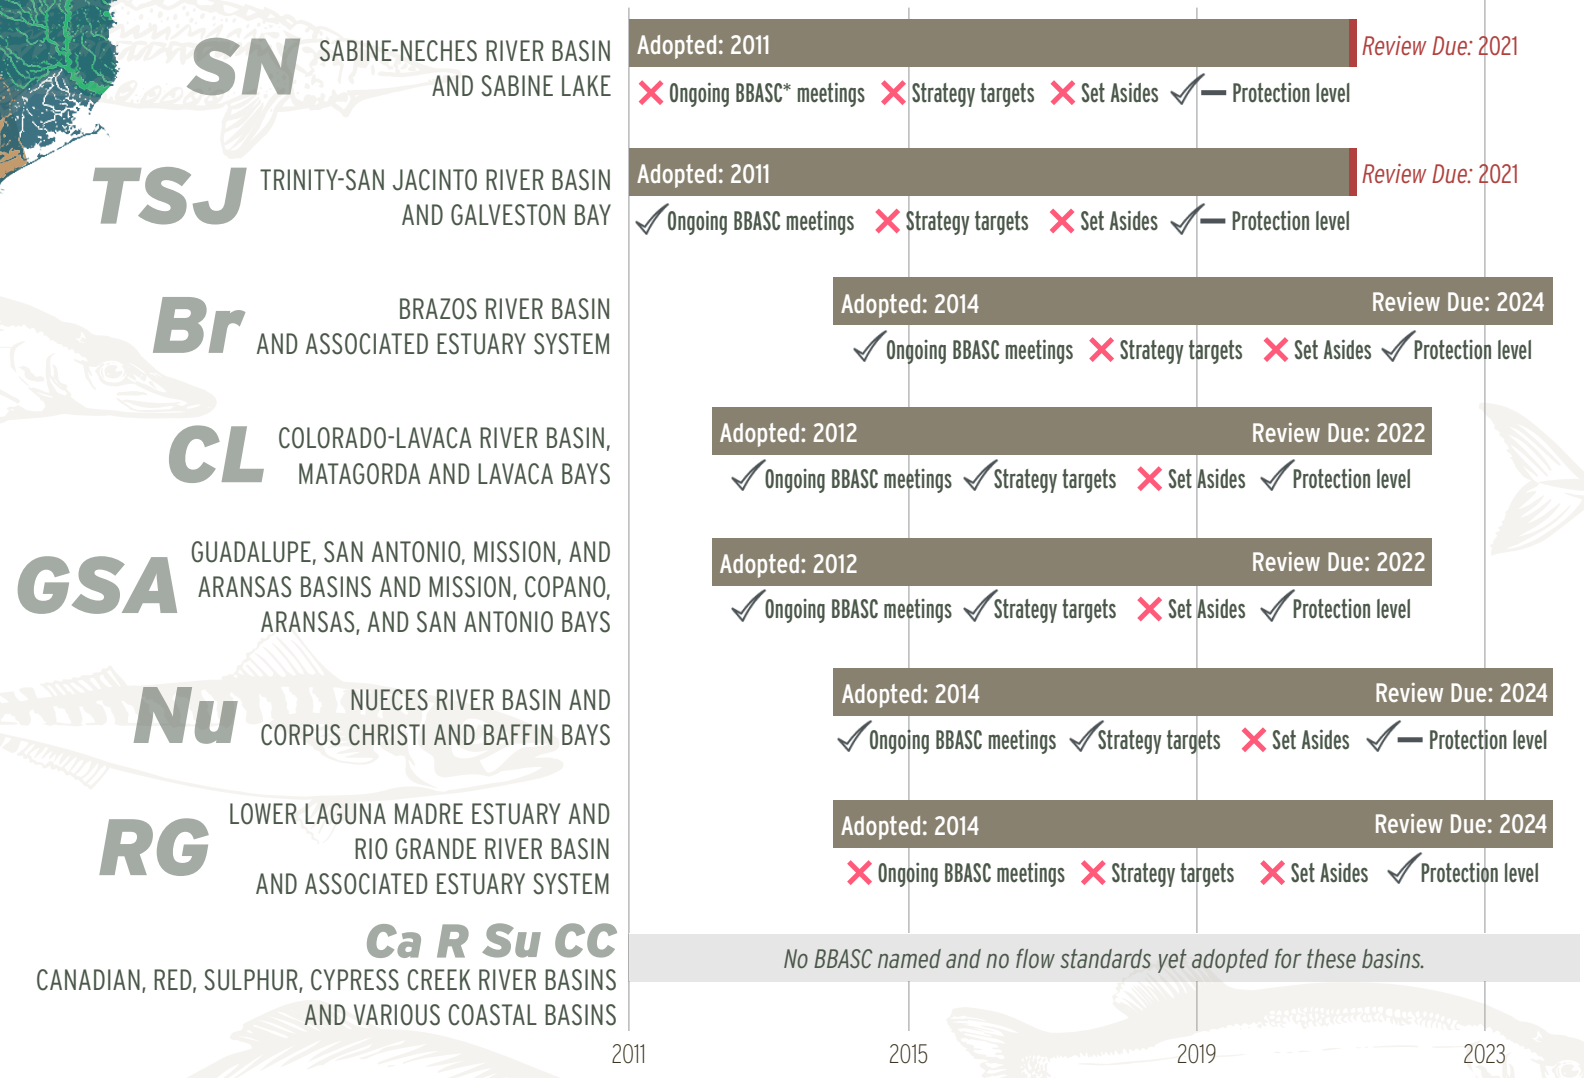 SN
SABINE-NECHES RIVER BASIN
AND SABINE LAKE
Adopted: 2011
Review Due: 2021
Ongoing BBASC* meetings Strategy targets Set Asides Protection level
TSJ
TRINITY-SAN JACINTO RIVER BASIN
AND GALVESTON BAY
Adopted: 2011
Review Due: 2021
Ongoing BBASC meetings Strategy targets Set Asides Protection level
Br
BRAZOS RIVER BASIN
AND ASSOCIATED ESTUARY SYSTEM
Adopted: 2014
Review Due: 2024
Ongoing BBASC meetings Strategy targets Set Asides Protection level
CL
COLORADO-LAVACA RIVER BASIN,
MATAGORDA AND LAVACA BAYS
Adopted: 2012
Review Due: 2022
Ongoing BBASC meetings Strategy targets Set Asides Protection level
GSA
GUADALUPE, SAN ANTONIO, MISSION, AND
ARANSAS BASINS AND MISSION, COPANO,
ARANSAS, AND SAN ANTONIO BAYS
Adopted: 2012
Review Due: 2022
Ongoing BBASC meetings Strategy targets Set Asides Protection level
Nu
NUECES RIVER BASIN AND
CORPUS CHRISTI AND BAFFIN BAYS
Adopted: 2014
Review Due: 2024
Ongoing BBASC meetings Strategy targets Set Asides Protection level
RG
LOWER LAGUNA MADRE ESTUARY AND
RIO GRANDE RIVER BASIN
AND ASSOCIATED ESTUARY SYSTEM
Adopted: 2014
Review Due: 2024
Ongoing BBASC meetings Strategy targets Set Asides Protection level
Ca R Su CC
CANADIAN, RED, SULPHUR, CYPRESS CREEK RIVER BASINS
AND VARIOUS COASTAL BASINS
No BBASC named and no flow standards yet adopted for these basins.
2011 2015 2019 2023